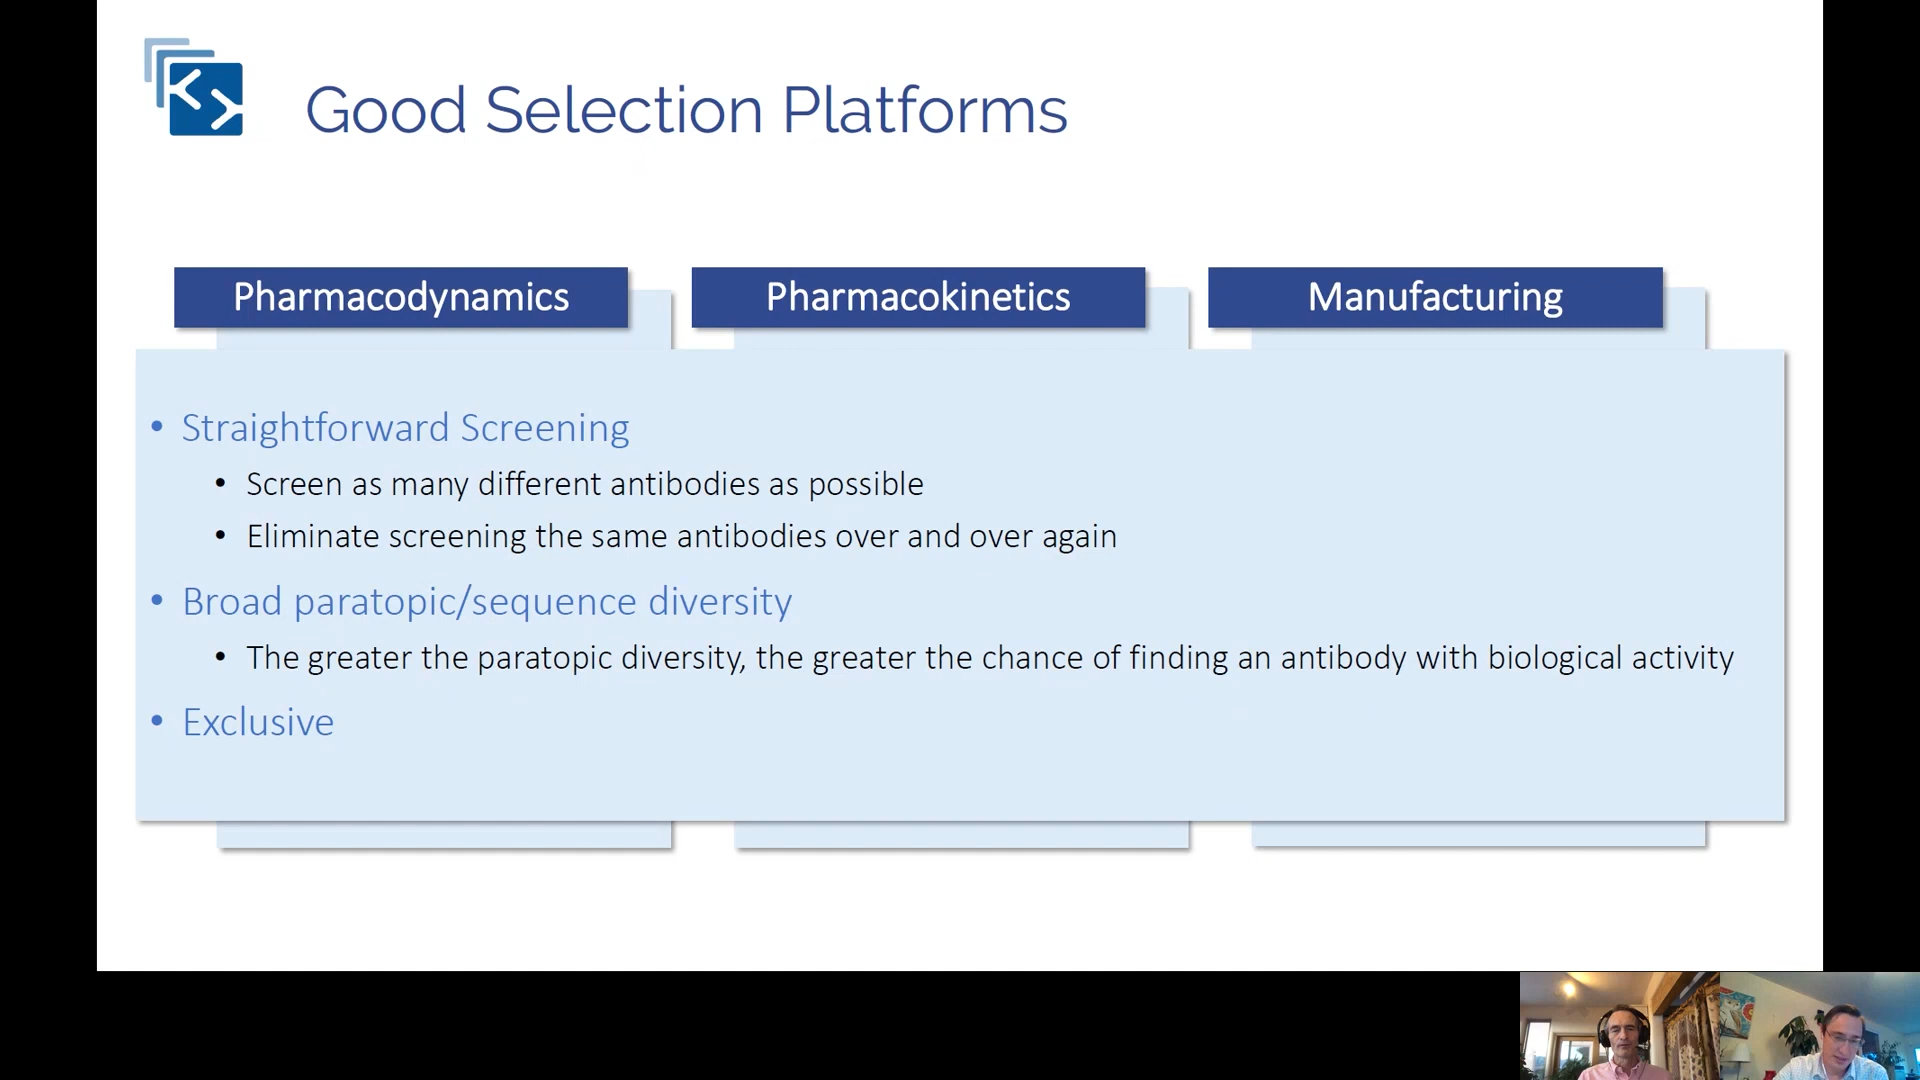 Good Selection Platforms
Pharmacodynamics
Pharmacokinetics
Manufacturing
• Straightforward Screening
• Screen as many different antibodies as possible
• Eliminate screening the same antibodies over and over again
• Broad paratopic/sequence diversity
• The greater the paratopic diversity, the greater the chance of finding an antibody with biological activity
• Exclusive